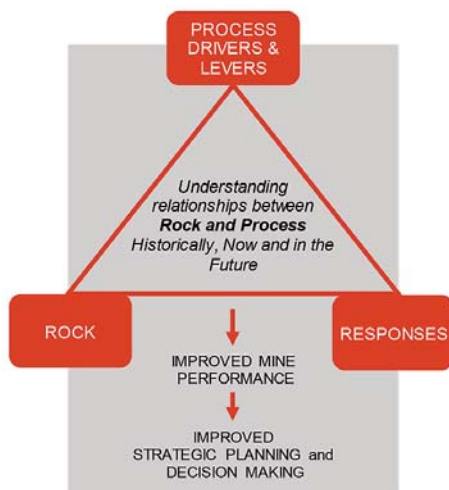 PROCESS
DRIVERS &
LEVERS
Understanding
relationships between
Rock and Process
Historically, Now and in the
Future
ROCK
RESPONSES
IMPROVED MINE
PERFORMANCE
IMPROVED
STRATEGIC PLANNING and
DECISION MAKING